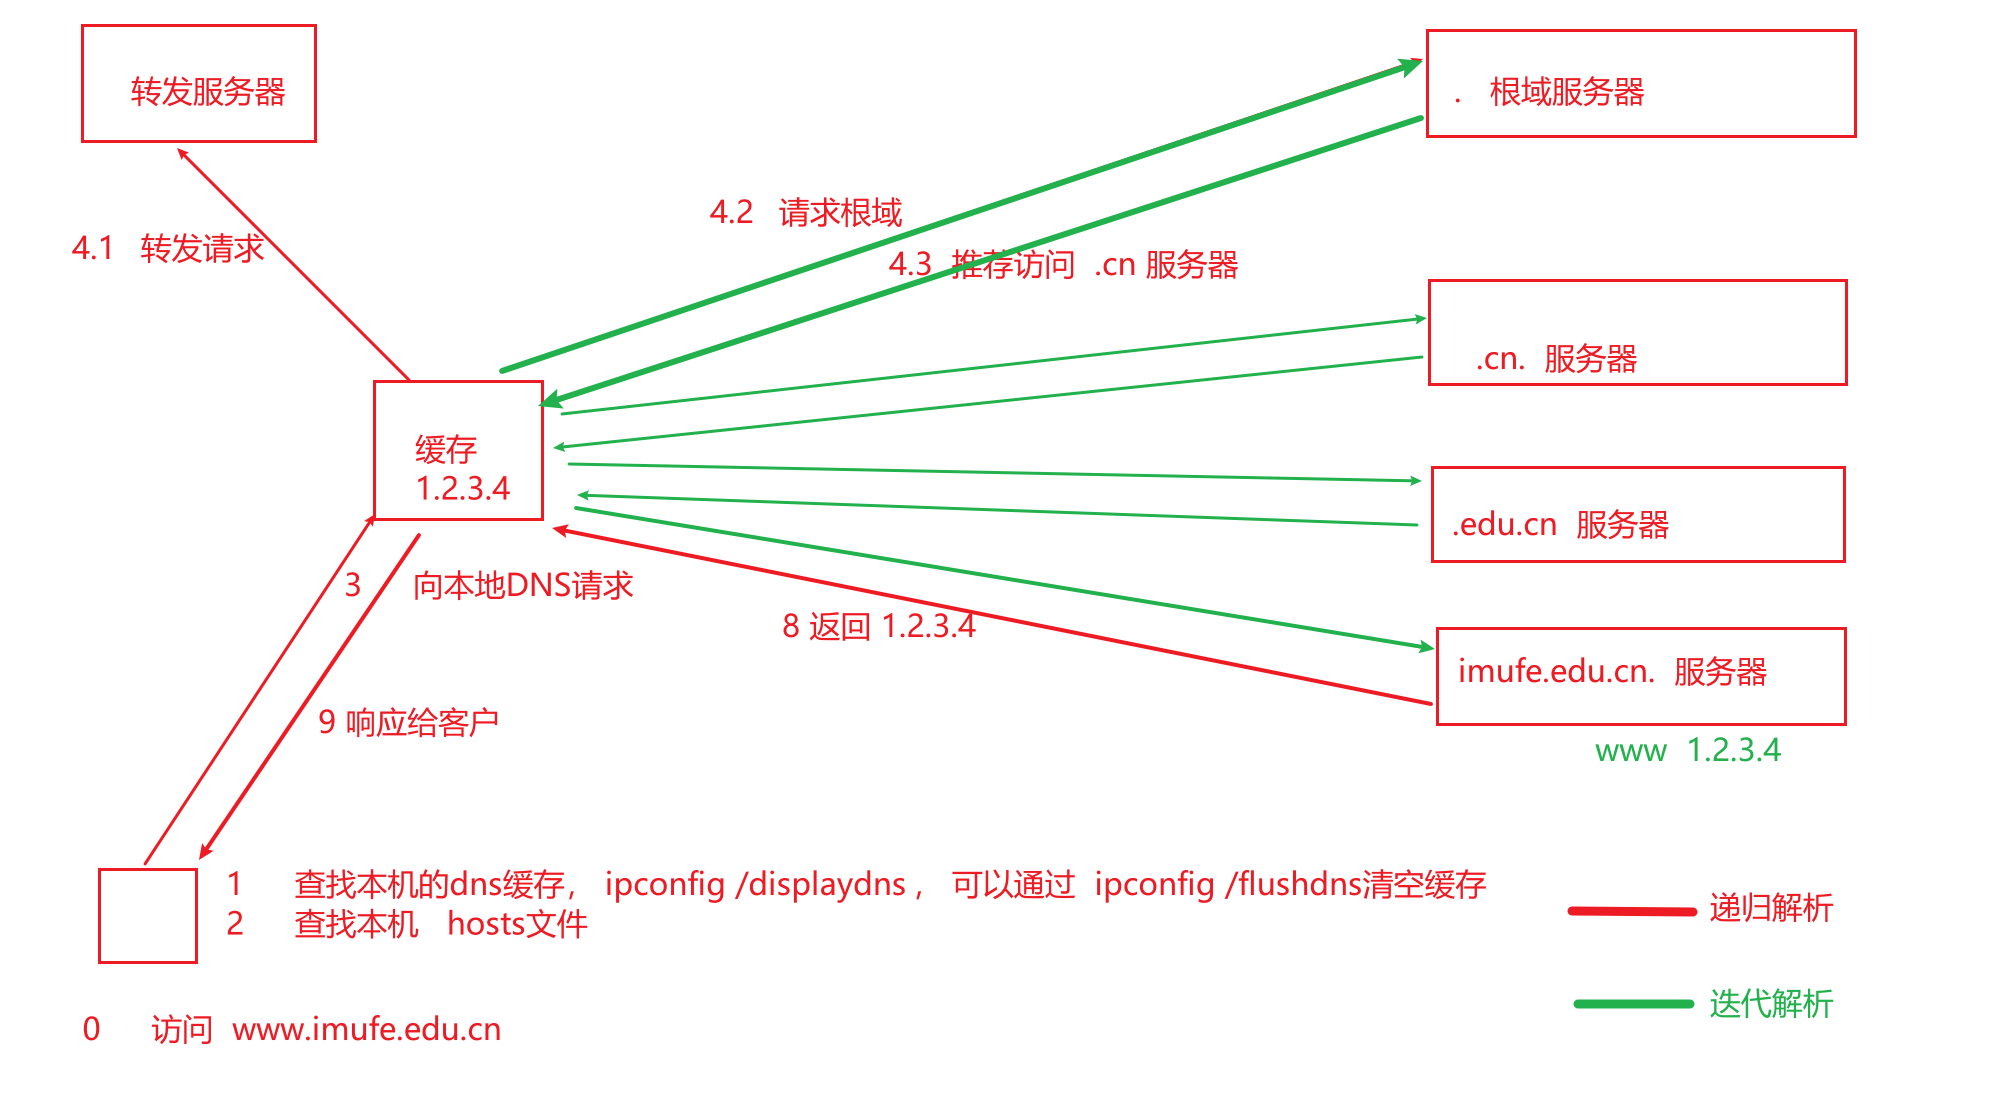 转发服务器
. 根域服务器
4.2 请求根域
4.1 转发请求
4.3 推荐访问 .cn 服务器
.cn. 服务器
缓存
1.2.3.4
.edu.cn 服务器
3 向本地DNS请求
8 返回 1.2.3.4
imufe.edu.cn. 服务器
9 响应给客户
www 1.2.3.4
1 查找本机的dns缓存， ipconfig /displaydns ， 可以通过 ipconfig /flushdns清空缓存
2 查找本机 hosts文件
递归解析
迭代解析
0 访问 www.imufe.edu.cn